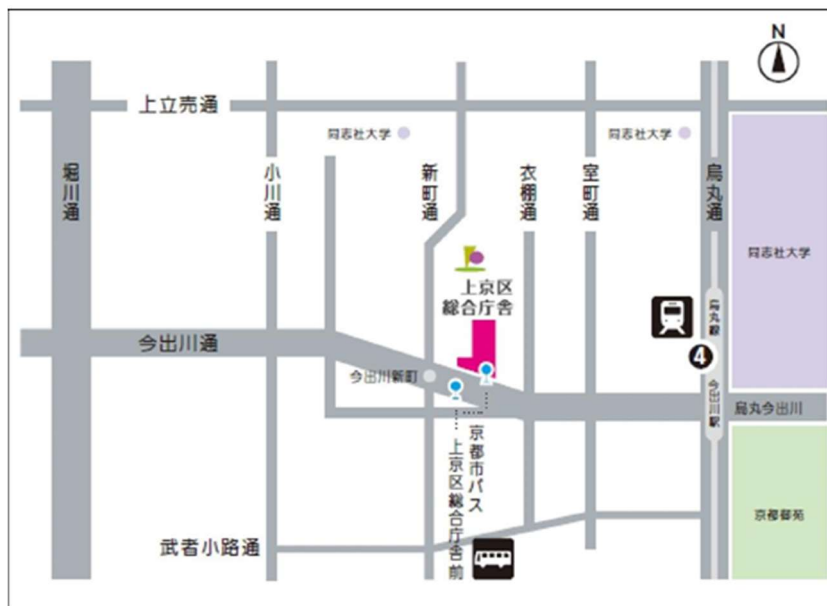 N
上立売通
同志社大学
同志社大学
堀川通
小川通
新町通
衣棚通
室町通
烏丸通
同志社大学
上京区
総合庁舎
烏丸線
今出川駅
4
今出川通
今出川新町
烏丸今出川
京都市バス
上京区総合庁舎前
京都御苑
武者小路通